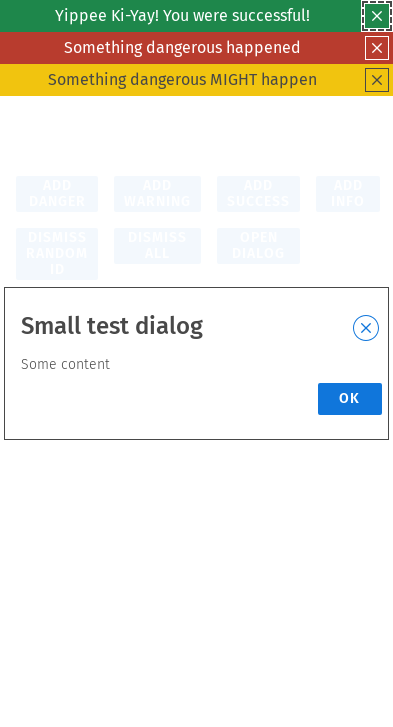 Yippee Ki-Yay! You were successful!
Something dangerous happened
Something dangerous MIGHT happen
ADD DANGER
ADD WARNING
ADD SUCCESS
ADD INFO
DISMISS RANDOM ID
DISMISS ALL
OPEN DIALOG
Small test dialog
Some content
OK